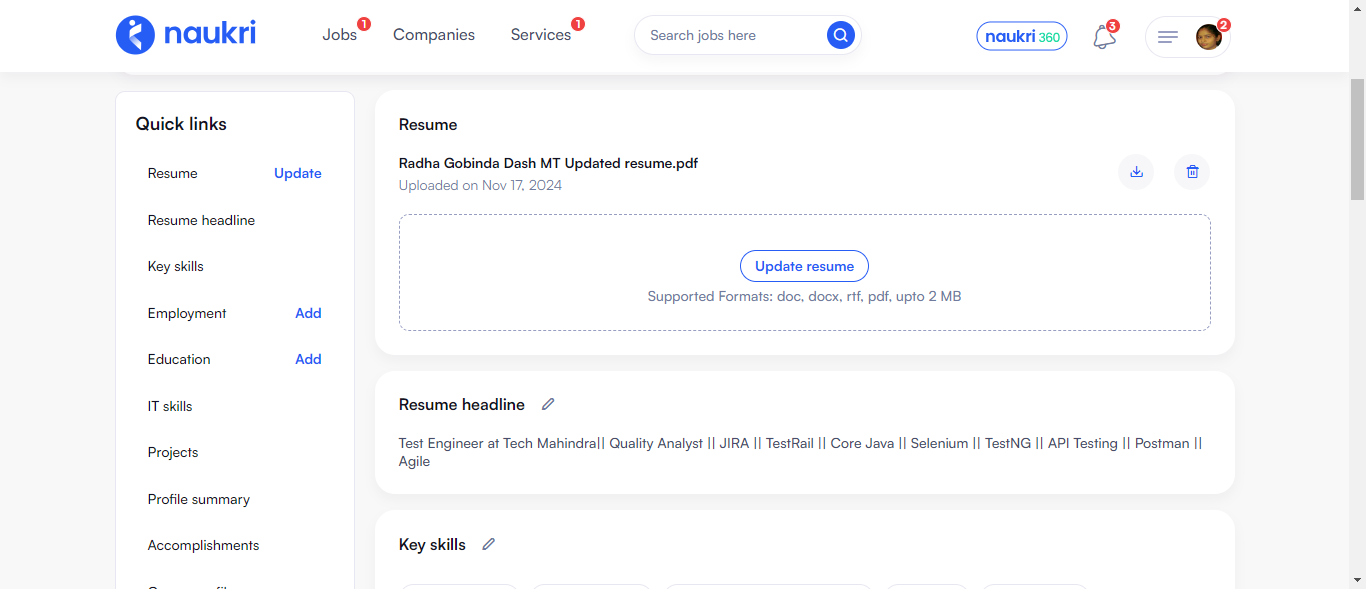 naukri
Jobs 1
Companies
Services 1
Search jobs here
naukri 360
3
2
Quick links
Resume Update
Resume headline
Key skills
Employment Add
Education Add
IT skills
Projects
Profile summary
Accomplishments
Resume
Radha Gobinda Dash MT Updated resume.pdf
Uploaded on Nov 17, 2024
Update resume
Supported Formats: doc, docx, rtf, pdf, upto 2 MB
Resume headline
Test Engineer at Tech Mahindra|| Quality Analyst || JIRA || TestRail || Core Java || Selenium || TestNG || API Testing || Postman ||
Agile
Key skills